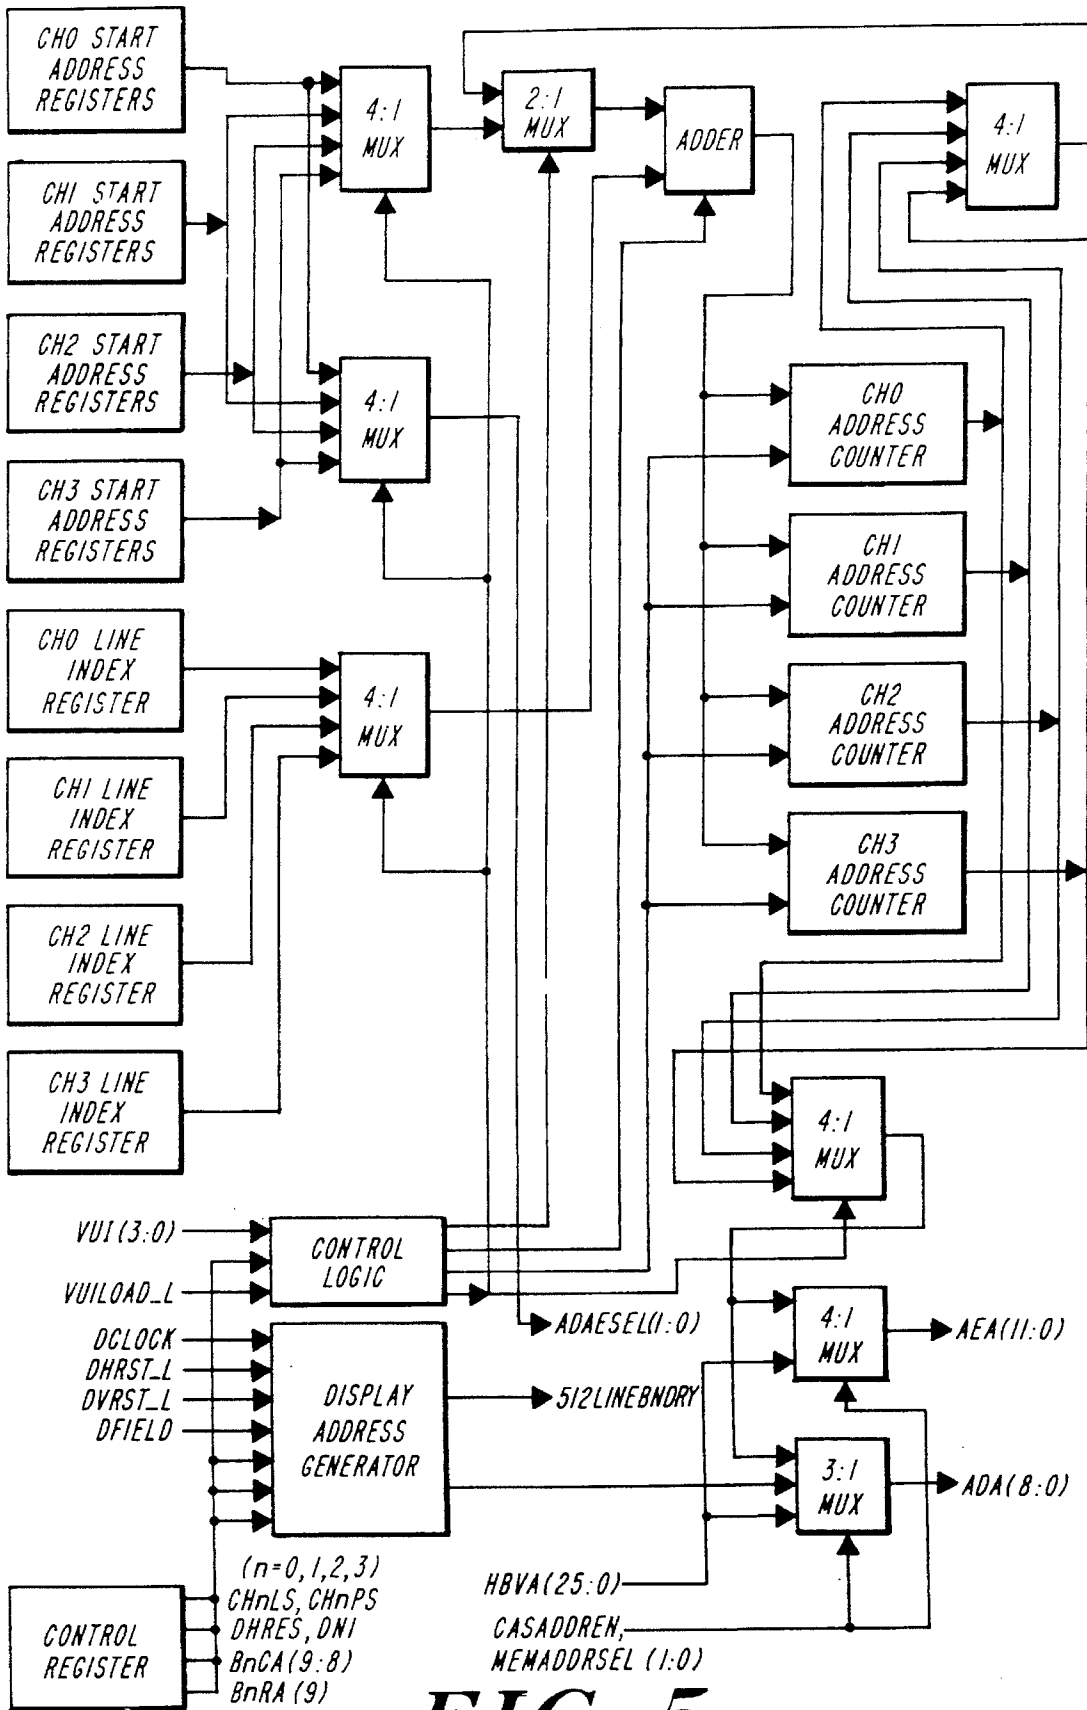 CH0 START
ADDRESS
REGISTERS
CH1 START
ADDRESS
REGISTERS
CH2 START
ADDRESS
REGISTERS
CH3 START
ADDRESS
REGISTERS
CH0 LINE
INDEX
REGISTER
CH1 LINE
INDEX
REGISTER
CH2 LINE
INDEX
REGISTER
CH3 LINE
INDEX
REGISTER
4:1
MUX
4:1
MUX
4:1
MUX
2:1
MUX
ADDER
4:1
MUX
CH0
ADDRESS
COUNTER
CH1
ADDRESS
COUNTER
CH2
ADDRESS
COUNTER
CH3
ADDRESS
COUNTER
4:1
MUX
VUI(3:0)
VUILOAD_L
CONTROL
LOGIC
ADAESEL(1:0)
4:1
MUX
AEA(11:0)
DCLOCK
DHRST_L
DVRST_L
DFIELD
DISPLAY
ADDRESS
GENERATOR
512LINEBNDRY
3:1
MUX
ADA(8:0)
CONTROL
REGISTER
(n=0,1,2,3)
CHnLS, CHnPS
DHRES, DNI
BnCA(9:8)
BnRA(9)
HBVA(25:0)
CASADDREN,
MEMADDRSEL (1:0)
FIG. 5